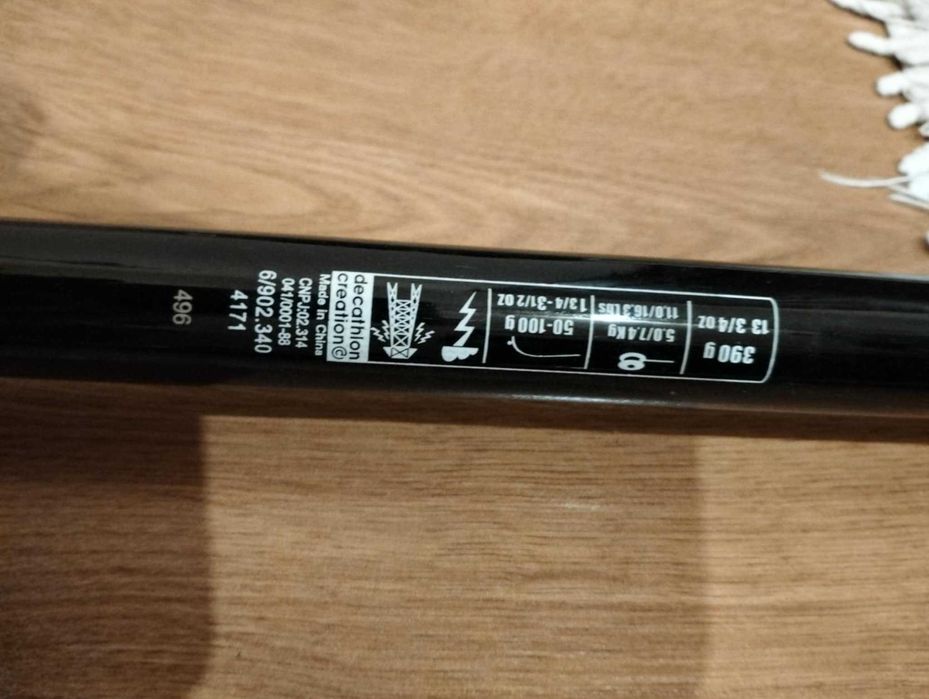 390 g
13 3/4 oz
5.0/7.4 Kg
11.0/16.3 LBS
50-100 g
1 3/4 - 3 1/2 oz
decathlon
creation©
Made in China
CNPJ:02.314
041/0001-88
6/902.340
4171
496